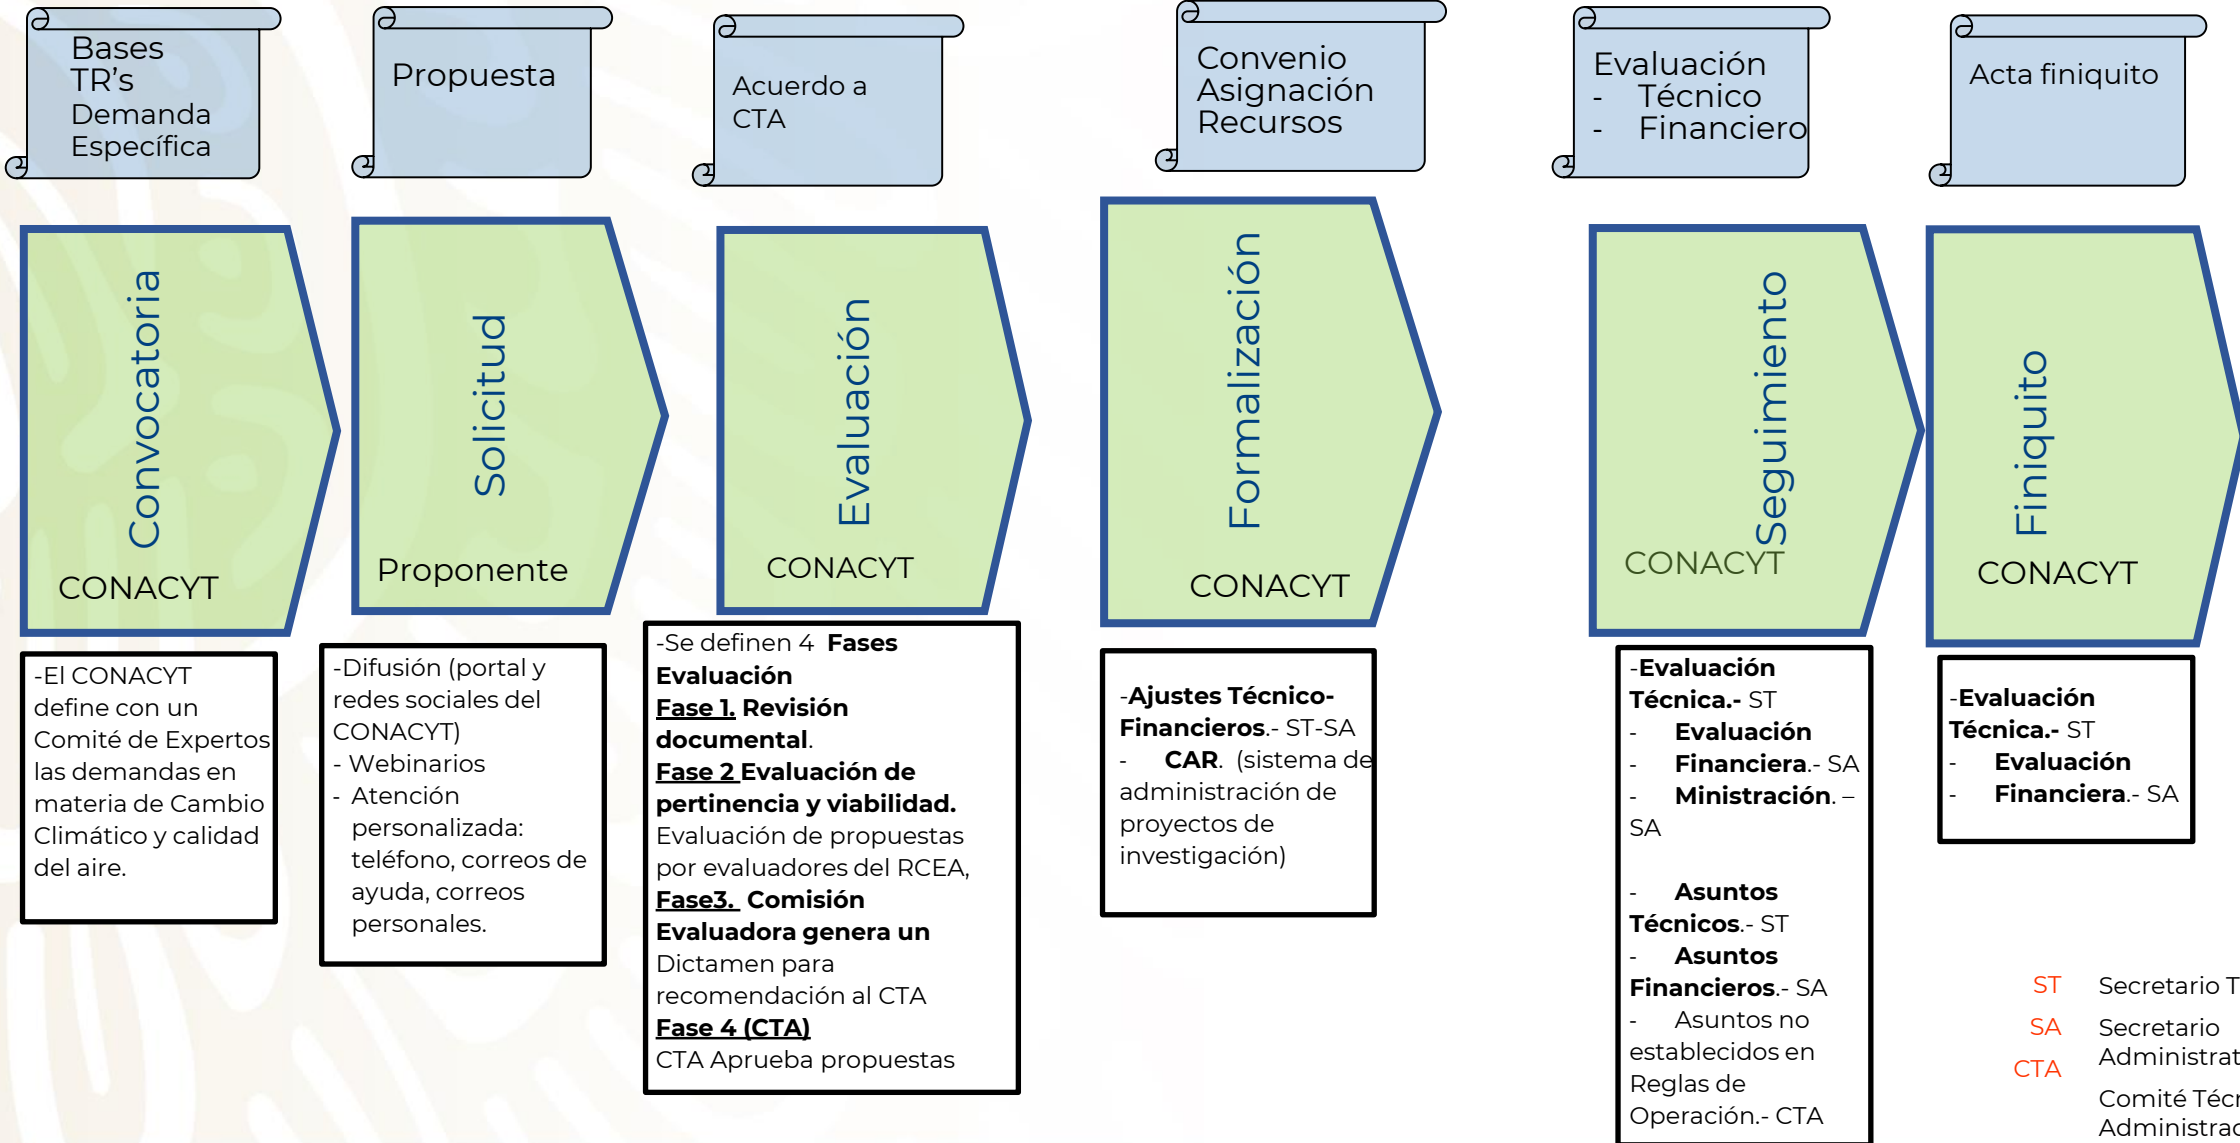 Bases
TR’s
Demanda
Específica
Propuesta
Acuerdo a
CTA
Convenio
Asignación
Recursos
Evaluación
- Técnico
- Financiero
Acta finiquito
Convocatoria
CONACYT
Solicitud
Proponente
Evaluación
CONACYT
Formalización
CONACYT
Seguimiento
CONACYT
Finiquito
CONACYT
-El CONACYT
define con un
Comité de Expertos
las demandas en
materia de Cambio
Climático y calidad
del aire.
-Difusión (portal y
redes sociales del
CONACYT)
- Webinarios
- Atención
personalizada:
teléfono, correos de
ayuda, correos
personales.
-Se definen 4 Fases
Evaluación
Fase 1. Revisión
documental.
Fase 2 Evaluación de
pertinencia y viabilidad.
Evaluación de propuestas
por evaluadores del RCEA,
Fase3. Comisión
Evaluadora genera un
Dictamen para
recomendación al CTA
Fase 4 (CTA)
CTA Aprueba propuestas
-Ajustes Técnico-
Financieros.- ST-SA
- CAR. (sistema de
administración de
proyectos de
investigación)
-Evaluación
Técnica.- ST
- Evaluación
- Financiera.- SA
- Ministración. –
SA
- Asuntos
Técnicos.- ST
- Asuntos
Financieros.- SA
- Asuntos no
establecidos en
Reglas de
Operación.- CTA
-Evaluación
Técnica.- ST
- Evaluación
- Financiera.- SA
ST Secretario
SA Secretario
CTA
Comité